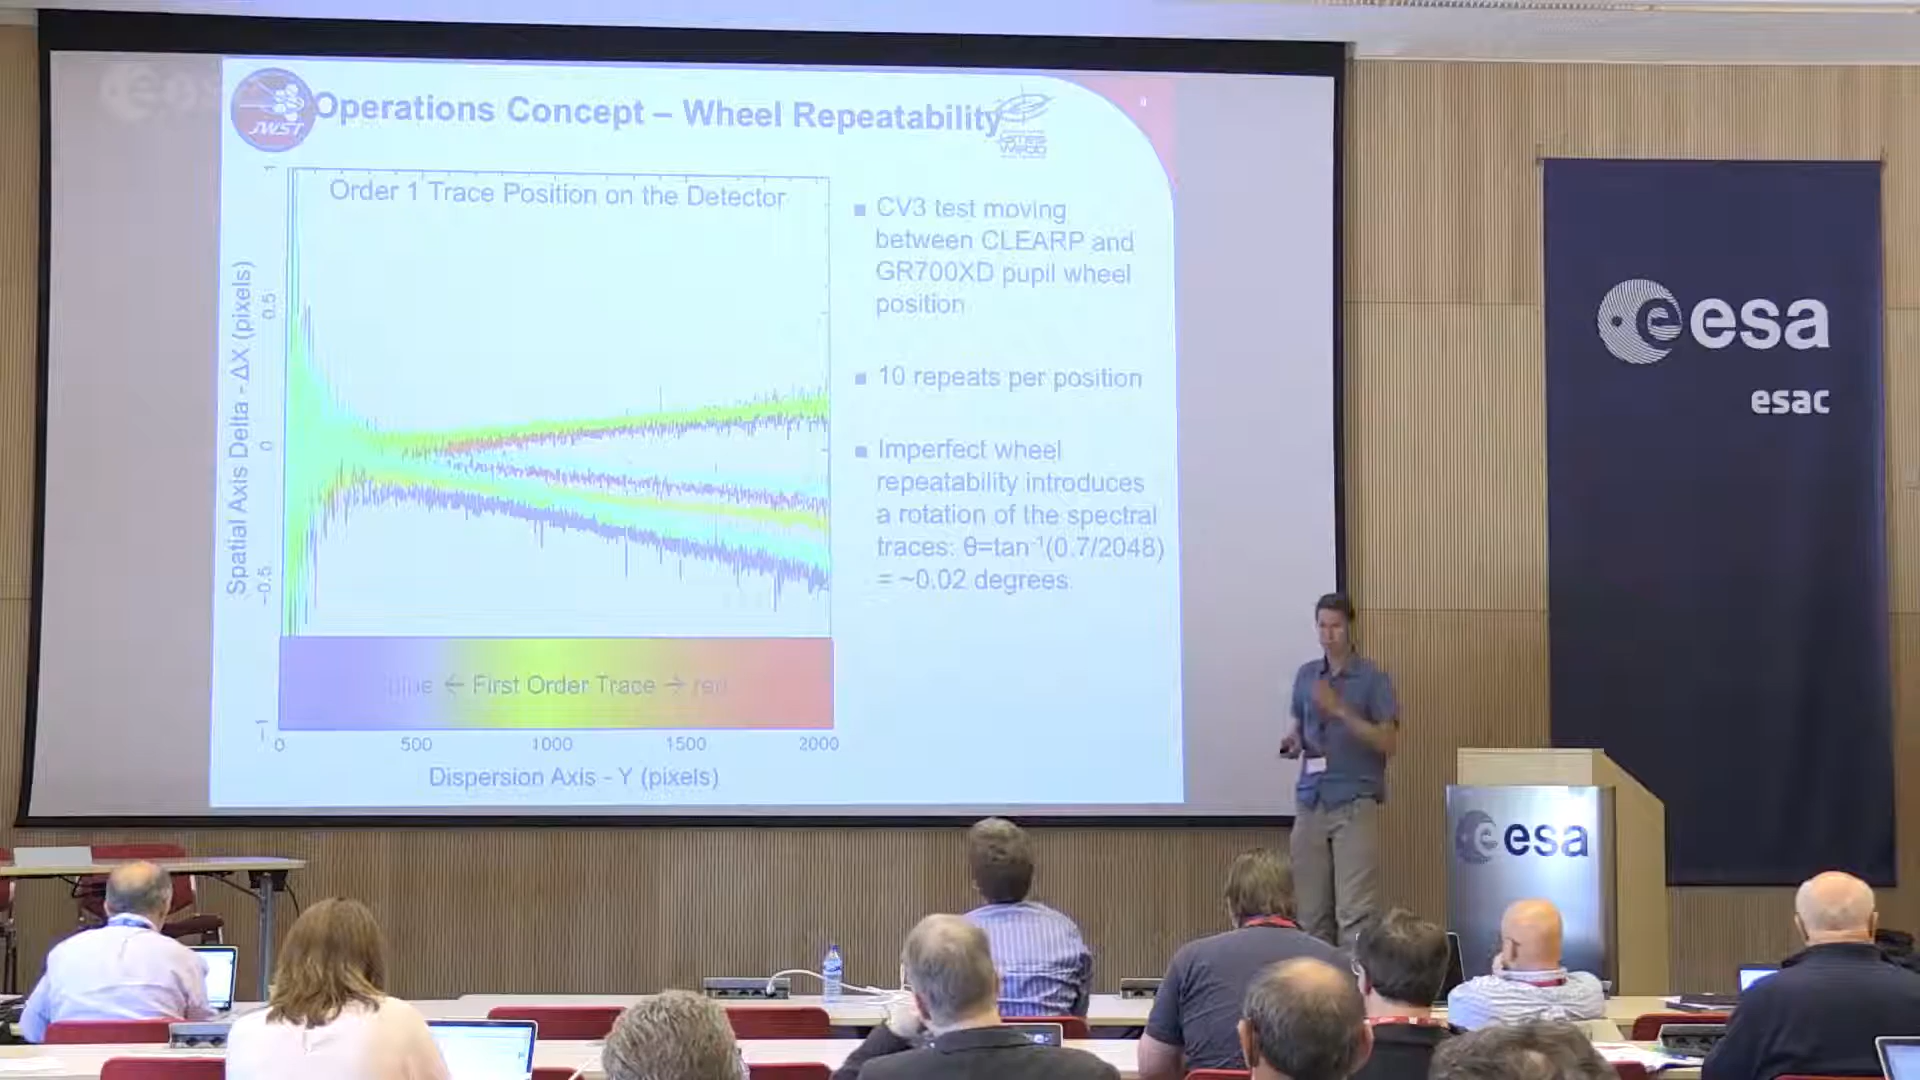 JWST
Operations Concept – Wheel Repeatability
James
Webb
Order 1 Trace Position on the Detector
Spatial Axis Delta - ΔX (pixels)
1
0.5
0
−0.5
−1
blue ← First Order Trace → red
0 500 1000 1500 2000
Dispersion Axis - Y (pixels)
CV3 test moving
between CLEARP and
GR700XD pupil wheel
position
10 repeats per position
Imperfect wheel
repeatability introduces
a rotation of the spectral
traces: θ=tan⁻¹(0.7/2048)
= ~0.02 degrees
esa
esac
esa